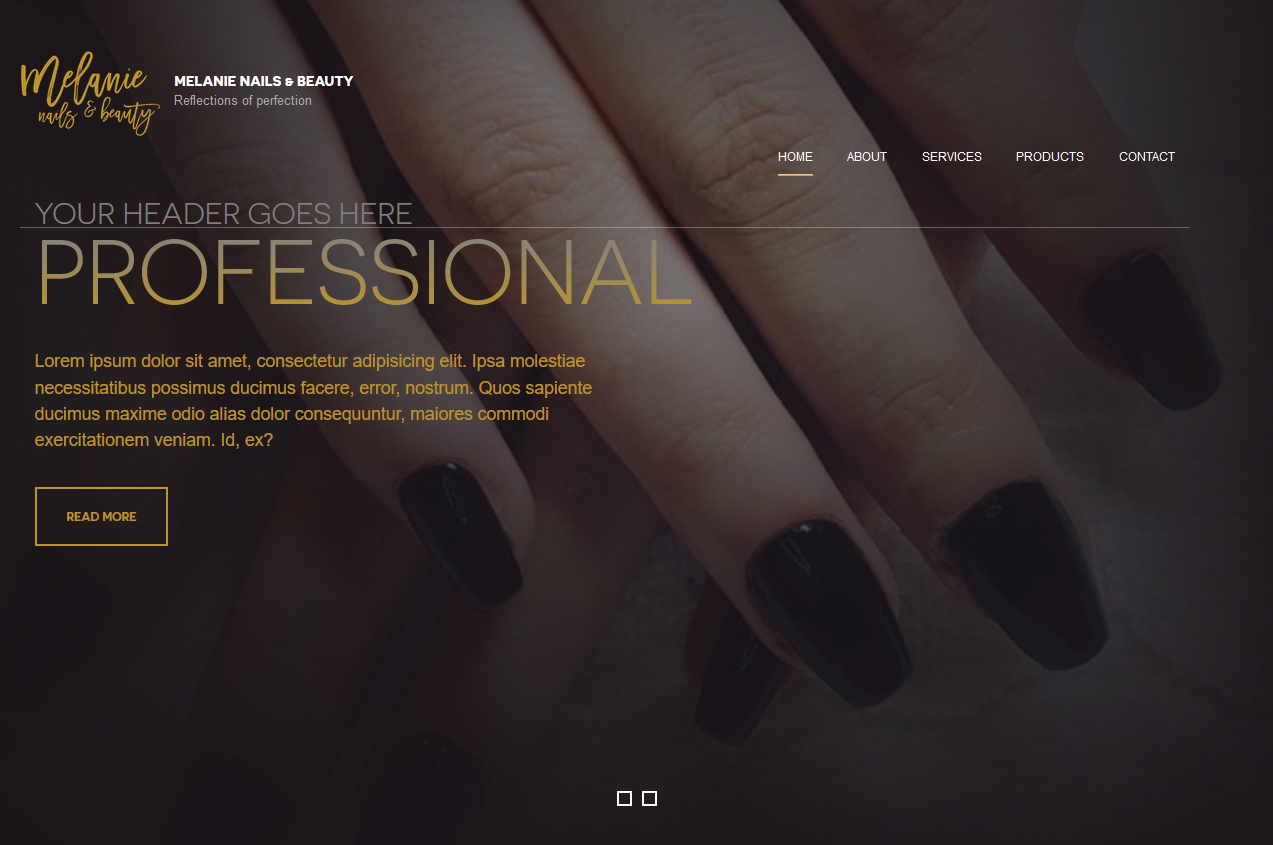 Melanie
nails & beauty
MELANIE NAILS & BEAUTY
Reflections of perfection
HOME ABOUT SERVICES PRODUCTS CONTACT
YOUR HEADER GOES HERE
PROFESSIONAL
Lorem ipsum dolor sit amet, consectetur adipisicing elit. Ipsa molestiae
necessitatibus possimus ducimus facere, error, nostrum. Quos sapiente
ducimus maxime odio alias dolor consequuntur, maiores commodi
exercitationem veniam. Id, ex?
READ MORE